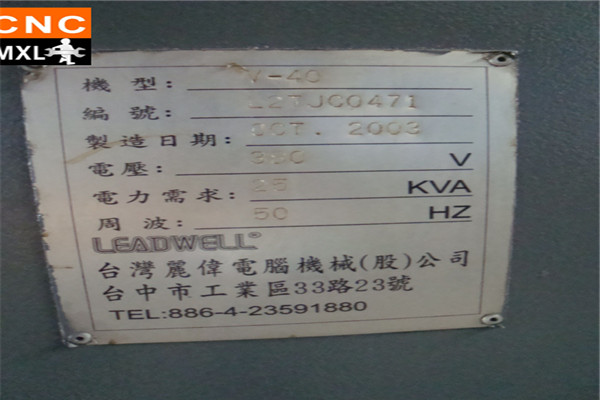 CNC
MXL
機型: V-40
編號: L2TJC0471
製造日期: OCT. 2003
電壓: 380 V
電力需求: 25 KVA
周波: 50 HZ
LEADWELL®
台灣麗偉電腦機械(股)公司
台中市工業區33路23號
TEL:886-4-23591880